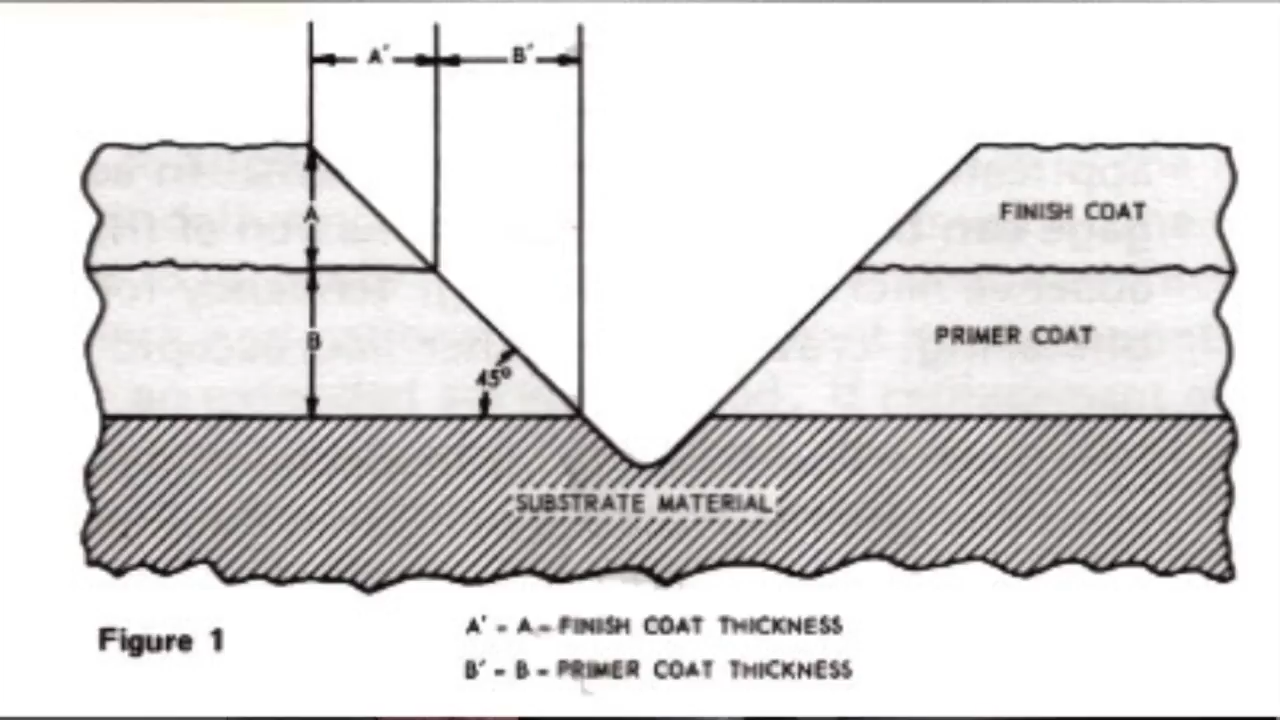 A' B'
A
FINISH COAT
B
PRIMER COAT
45°
SUBSTRATE MATERIAL
Figure 1
A' - A - FINISH COAT THICKNESS
B' - B - PRIMER COAT THICKNESS